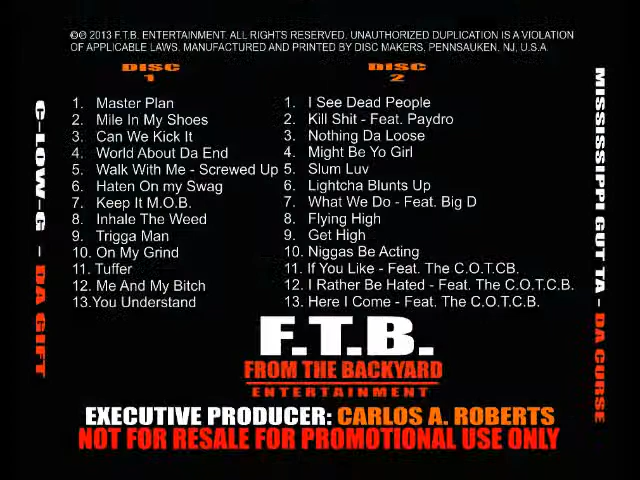 ©℗ 2013 F.T.B. ENTERTAINMENT. ALL RIGHTS RESERVED. UNAUTHORIZED DUPLICATION IS A VIOLATION
OF APPLICABLE LAWS. MANUFACTURED AND PRINTED BY DISC MAKERS, PENNSAUKEN, NJ, U.S.A.
DISC
1
1. Master Plan
2. Mile In My Shoes
3. Can We Kick It
4. World About Da End
5. Walk With Me - Screwed Up
6. Haten On my Swag
7. Keep It M.O.B.
8. Inhale The Weed
9. Trigga Man
10. On My Grind
11. Tuffer
12. Me And My Bitch
13.You Understand
DISC
2
1. I See Dead People
2. Kill Shit - Feat. Paydro
3. Nothing Da Loose
4. Might Be Yo Girl
5. Slum Luv
6. Lightcha Blunts Up
7. What We Do - Feat. Big D
8. Flying High
9. Get High
10. Niggas Be Acting
11. If You Like - Feat. The C.O.T.CB.
12. I Rather Be Hated - Feat. The C.O.T.C.B.
13. Here I Come - Feat. The C.O.T.C.B.
C-LOW-G - DA GIFT
MISSISSIPPI GUT TA - DA CURSE
F.T.B.
FROM THE BACKYARD
ENTERTAINMENT
EXECUTIVE PRODUCER: CARLOS A. ROBERTS
NOT FOR RESALE FOR PROMOTIONAL USE ONLY